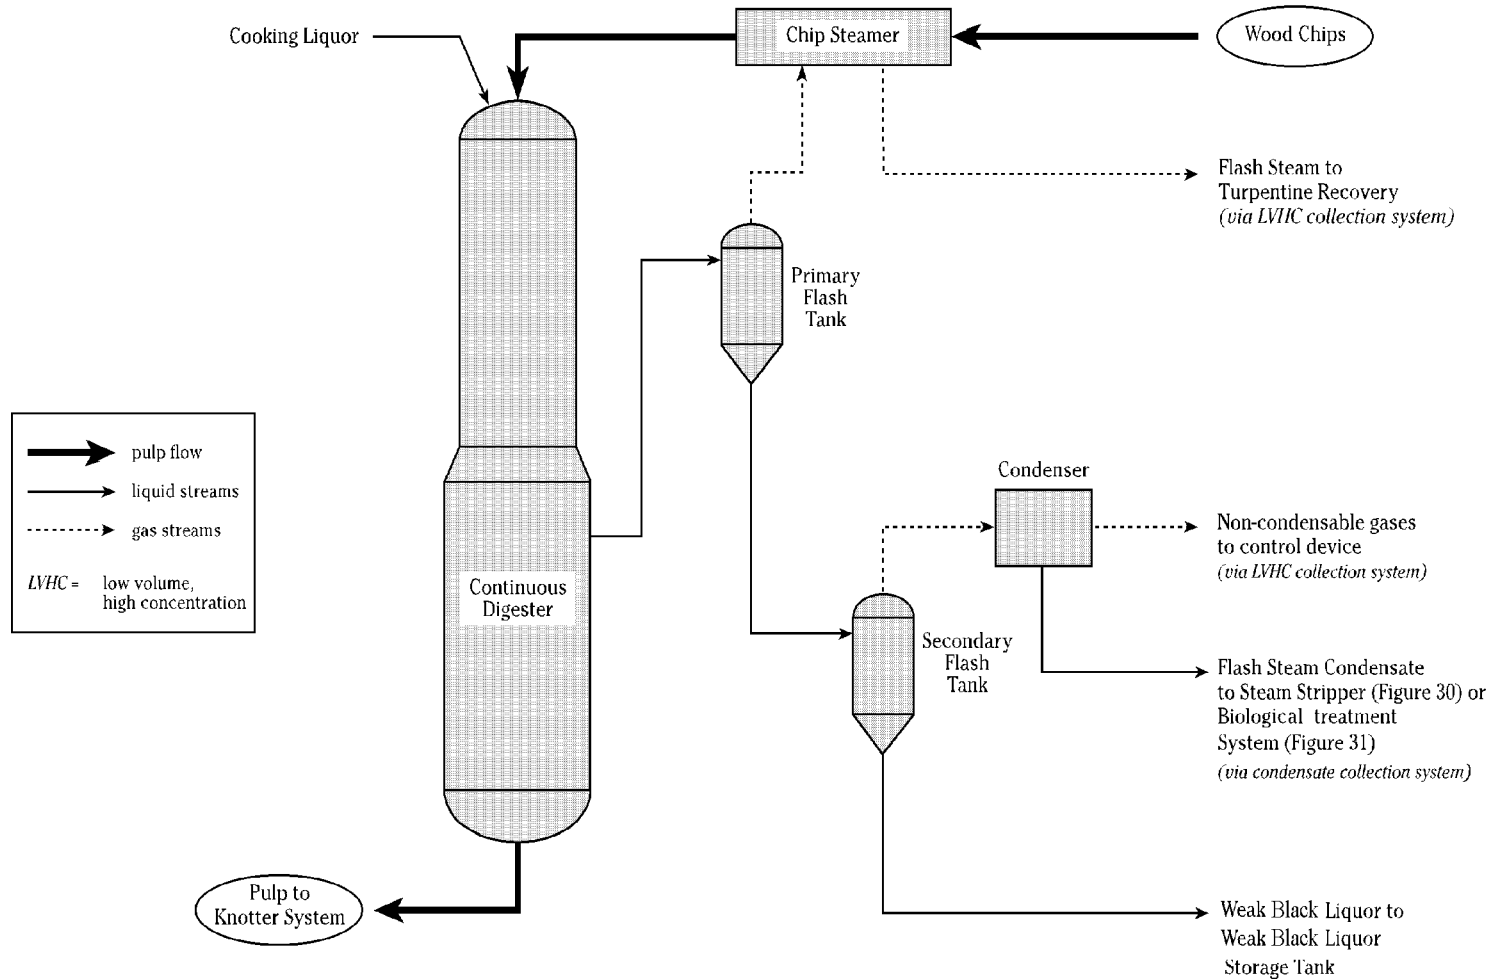 Cooking Liquor
Chip Steamer
Wood Chips
Flash Steam to
Turpentine Recovery
(via LVHC collection system)
Primary
Flash
Tank
pulp flow
liquid streams
gas streams
LVHC = low volume,
high concentration
Condenser
Non-condensable gases
to control device
(via LVHC collection system)
Continuous
Digester
Secondary
Flash
Tank
Flash Steam Condensate
to Steam Stripper (Figure 30) or
Biological treatment
System (Figure 31)
(via condensate collection system)
Pulp to
Knotter System
Weak Black Liquor to
Weak Black Liquor
Storage Tank